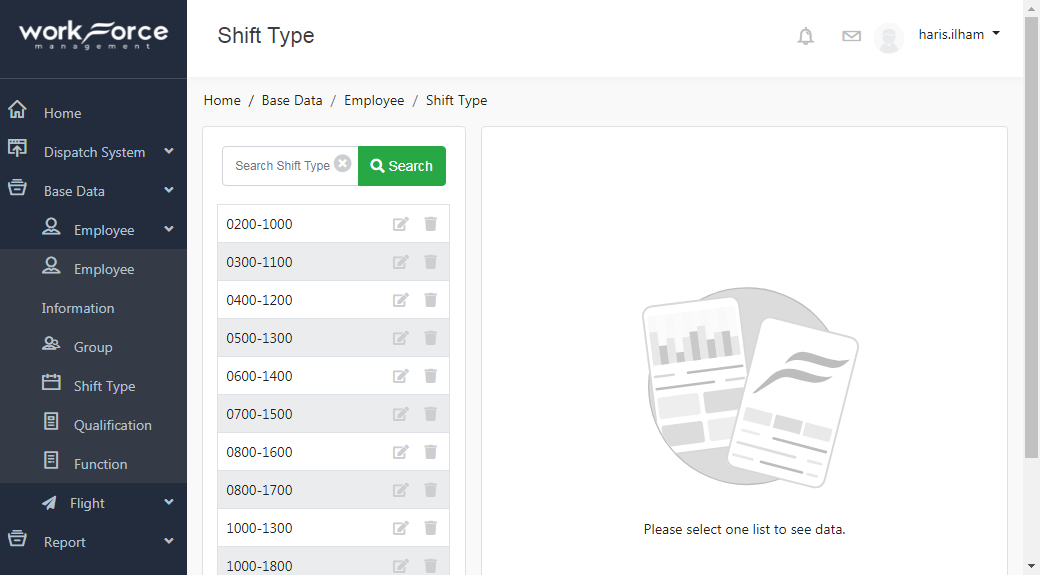 workForce
management
Home
Dispatch System
Base Data
Employee
Employee
Information
Group
Shift Type
Qualification
Function
Flight
Report
Shift Type
haris.ilham
Home / Base Data / Employee / Shift Type
Search Shift Type
Search
0200-1000
0300-1100
0400-1200
0500-1300
0600-1400
0700-1500
0800-1600
0800-1700
1000-1300
1000-1800
Please select one list to see data.